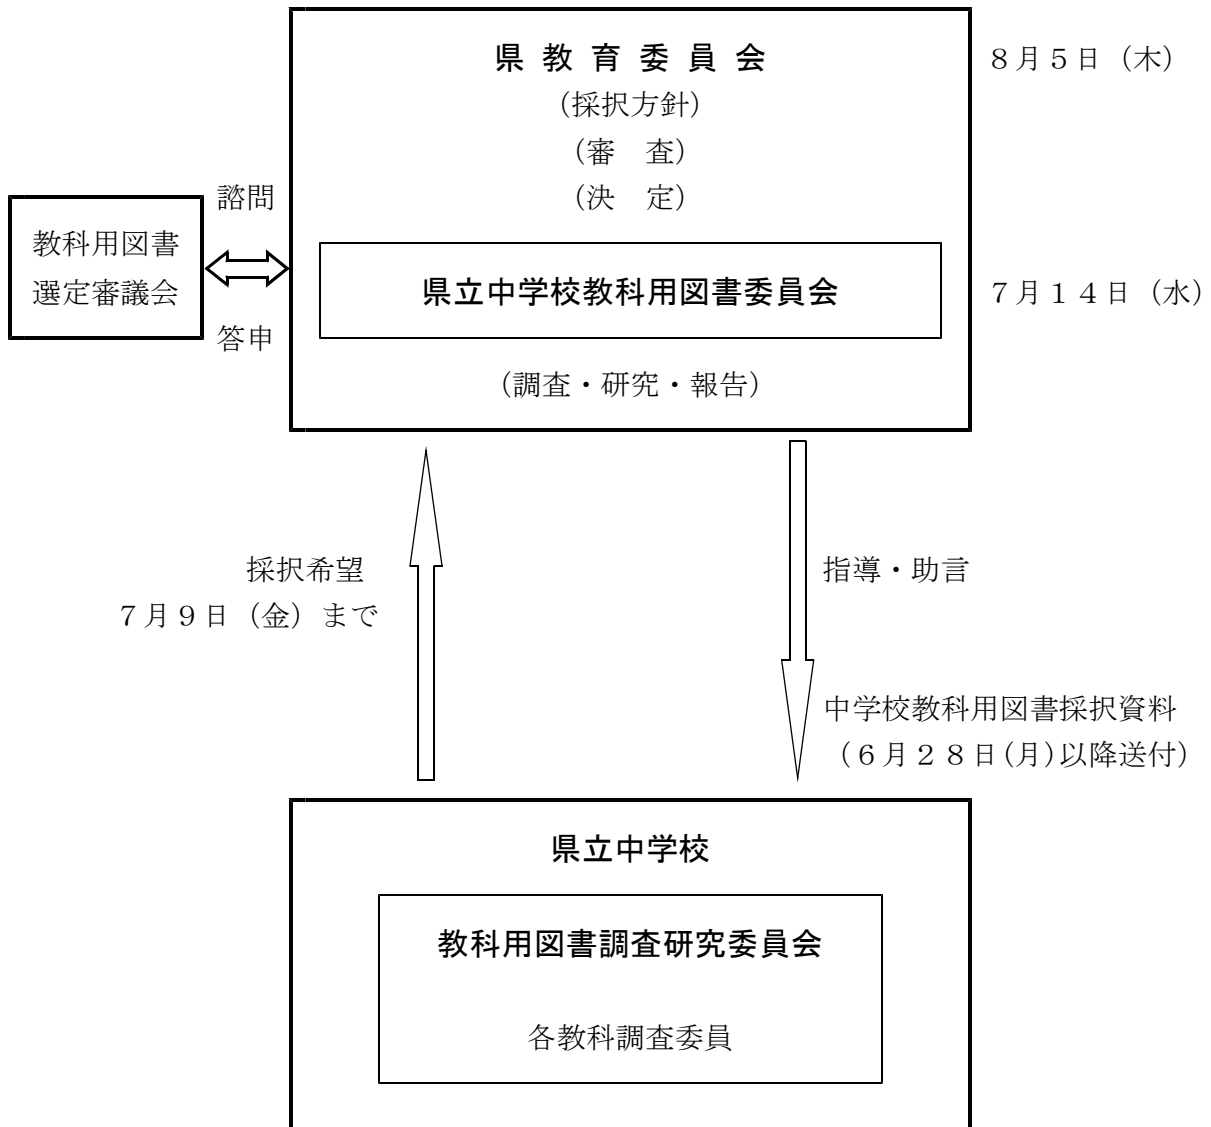 県教育委員会
８月５日（木）
（採択方針）
（審　査）
（決　定）
諮問
教科用図書
選定審議会
答申
県立中学校教科用図書委員会
７月１４日（水）
（調査・研究・報告）
採択希望
７月９日（金）まで
指導・助言
中学校教科用図書採択資料
（６月２８日(月)以降送付）
県立中学校
教科用図書調査研究委員会
各教科調査委員